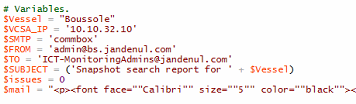 # Variables.
$Vessel = "Boussole"
$VCSA_IP = '10.10.32.10'
$SMTP = 'commbox'
$FROM = 'admin@bs.jandenul.com'
$TO = 'ICT-MonitoringAdmins@jandenul.com'
$SUBJECT = ('Snapshot search report for ' + $Vessel)
$issues = 0
$mail = "<p><font face=""Calibri"" size=""5"" color=""black""><